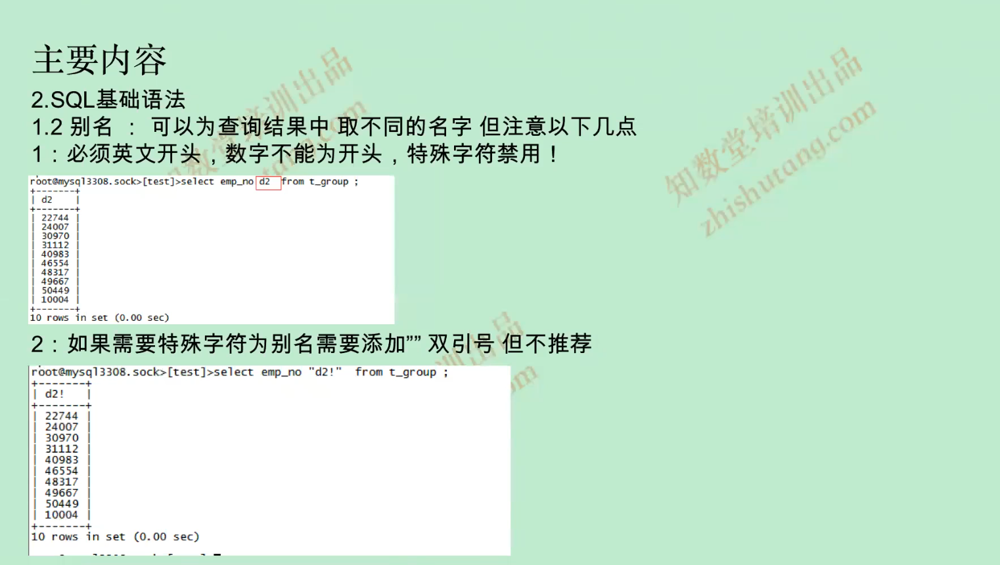 主要内容
2.SQL基础语法
1.2 别名 ： 可以为查询结果中 取不同的名字 但注意以下几点
1：必须英文开头，数字不能为开头，特殊字符禁用！
root@mysql3308.sock>[test]>select emp_no d2 from t_group ;
+-------+
| d2    |
+-------+
| 22744 |
| 24007 |
| 30970 |
| 31112 |
| 40983 |
| 46554 |
| 48317 |
| 49667 |
| 50449 |
| 10004 |
+-------+
10 rows in set (0.00 sec)
2：如果需要特殊字符为别名需要添加”” 双引号 但不推荐
root@mysql3308.sock>[test]>select emp_no "d2!"  from t_group ;
+-------+
| d2!   |
+-------+
| 22744 |
| 24007 |
| 30970 |
| 31112 |
| 40983 |
| 46554 |
| 48317 |
| 49667 |
| 50449 |
| 10004 |
+-------+
10 rows in set (0.00 sec)
知数堂培训出品
zhishutang.com